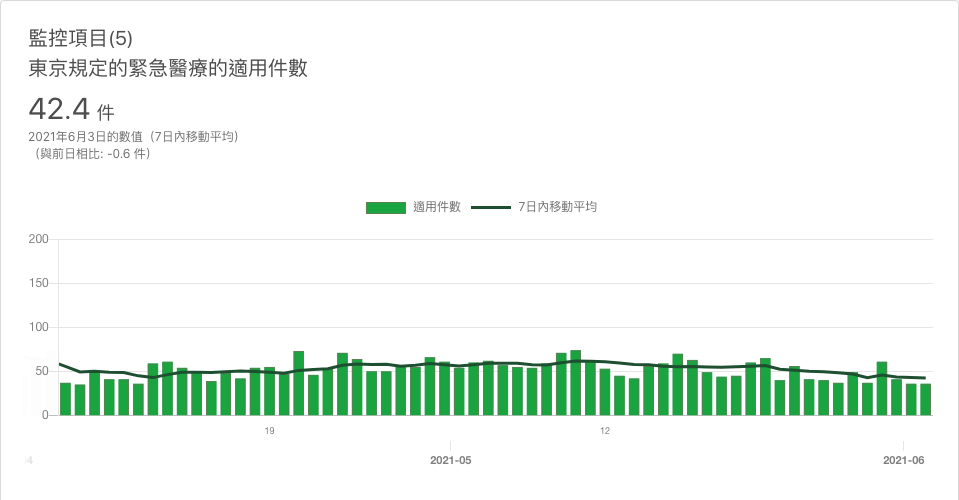 監控項目(5)
東京規定的緊急醫療的適用件數
42.4 件
2021年6月3日的數值（7日內移動平均）
（與前日相比: -0.6 件）
適用件數
7日內移動平均
200
150
100
50
0
19
12
2021-05
2021-06